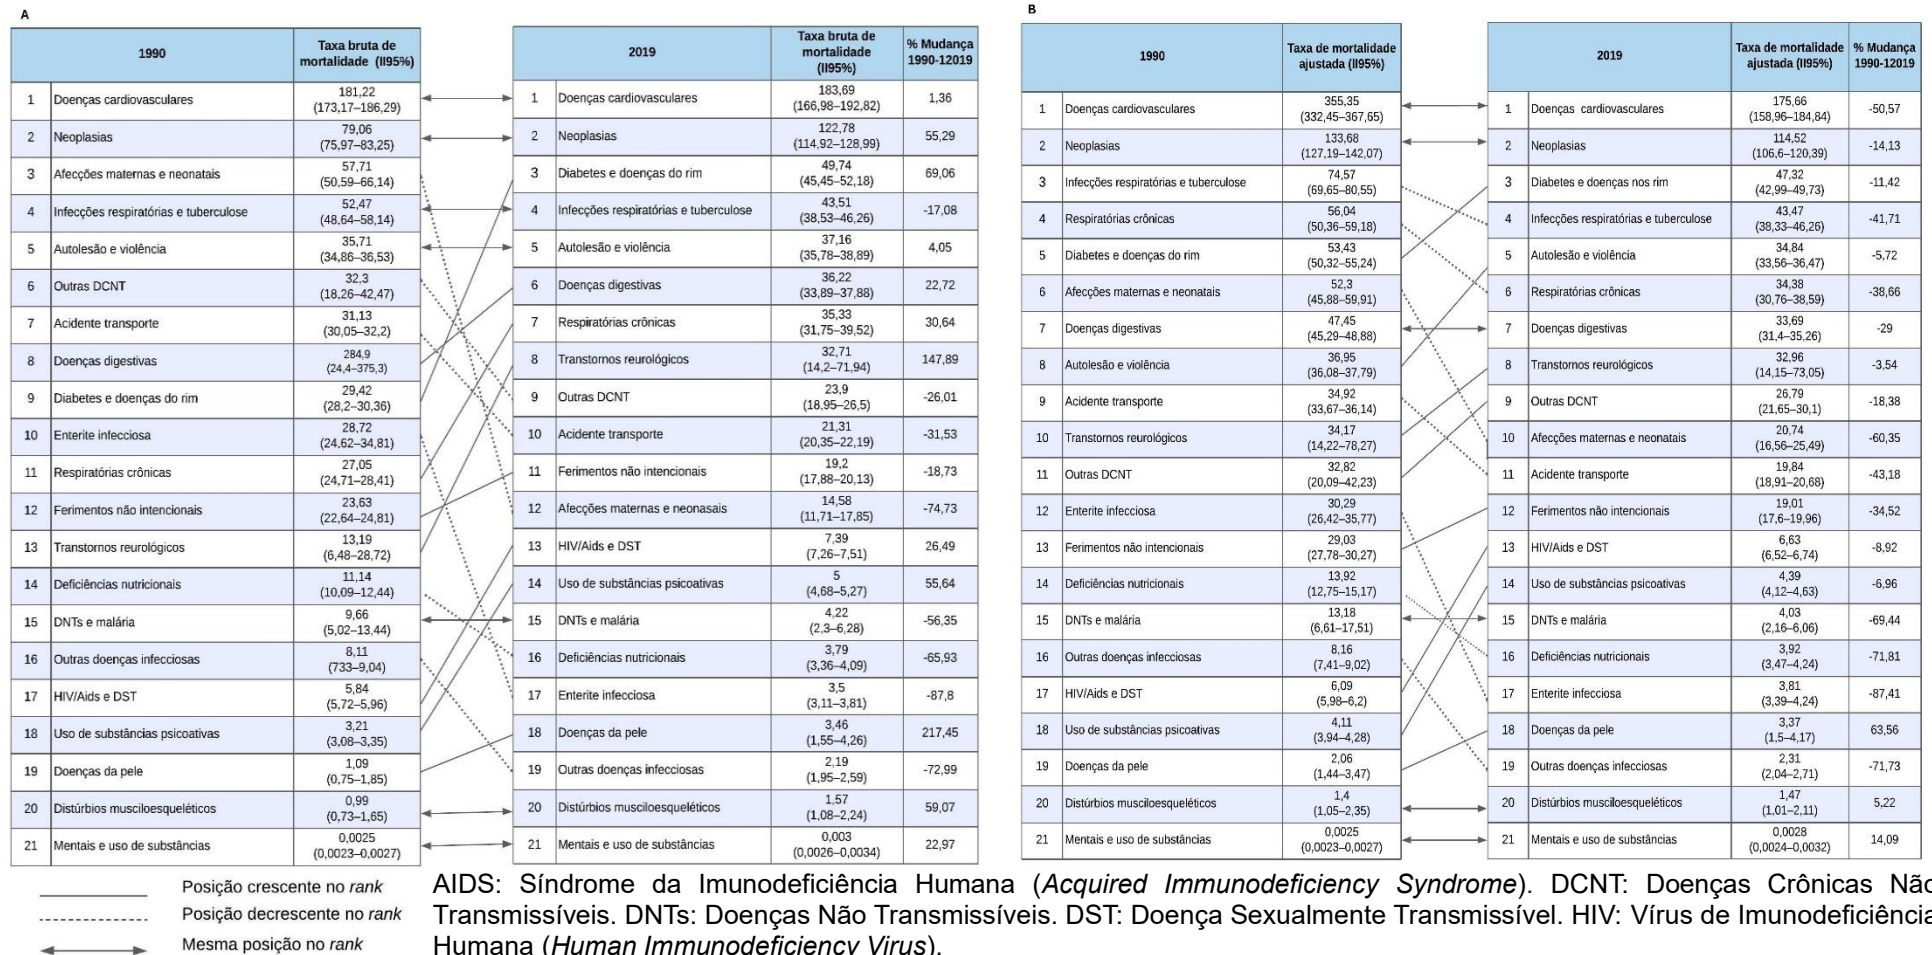 A
1990
Taxa bruta de
mortalidade (II95%)
1
Doenças cardiovasculares
181,22
(173,17–186,29)
2
Neoplasias
79,06
(75,97–83,25)
3
Afecções maternas e neonatais
57,71
(50,59–66,14)
4
Infecções respiratórias e tuberculose
52,47
(48,64–58,14)
5
Autolesão e violência
35,71
(34,86–36,53)
6
Outras DCNT
32,3
(18,26–42,47)
7
Acidente transporte
31,13
(30,05–32,2)
8
Doenças digestivas
284,9
(24,4–375,3)
9
Diabetes e doenças do rim
29,42
(28,2–30,36)
10
Enterite infecciosa
28,72
(24,62–34,81)
11
Respiratórias crônicas
27,05
(24,71–28,41)
12
Ferimentos não intencionais
23,63
(22,64–24,81)
13
Transtornos reurológicos
13,19
(6,48–28,72)
14
Deficiências nutricionais
11,14
(10,09–12,44)
15
DNTs e malária
9,66
(5,02–13,44)
16
Outras doenças infecciosas
8,11
(733–9,04)
17
HIV/Aids e DST
5,84
(5,72–5,96)
18
Uso de substâncias psicoativas
3,21
(3,08–3,35)
19
Doenças da pele
1,09
(0,75–1,85)
20
Distúrbios musciloesqueléticos
0,99
(0,73–1,65)
21
Mentais e uso de substâncias
0,0025
(0,0023–0,0027)
2019
Taxa bruta de
mortalidade
(II95%)
% Mudança
1990-12019
1
Doenças cardiovasculares
183,69
(166,98–192,82)
1,36
2
Neoplasias
122,78
(114,92–128,99)
55,29
3
Diabetes e doenças do rim
49,74
(45,45–52,18)
69,06
4
Infecções respiratórias e tuberculose
43,51
(38,53–46,26)
-17,08
5
Autolesão e violência
37,16
(35,78–38,89)
4,05
6
Doenças digestivas
36,22
(33,89–37,88)
22,72
7
Respiratórias crônicas
35,33
(31,75–39,52)
30,64
8
Transtornos reurológicos
32,71
(14,2–71,94)
147,89
9
Outras DCNT
23,9
(18,95–26,5)
-26,01
10
Acidente transporte
21,31
(20,35–22,19)
-31,53
11
Ferimentos não intencionais
19,2
(17,88–20,13)
-18,73
12
Afecções maternas e neonasais
14,58
(11,71–17,85)
-74,73
13
HIV/Aids e DST
7,39
(7,26–7,51)
26,49
14
Uso de substâncias psicoativas
5
(4,68–5,27)
55,64
15
DNTs e malária
4,22
(2,3–6,28)
-56,35
16
Deficiências nutricionais
3,79
(3,36–4,09)
-65,93
17
Enterite infecciosa
3,5
(3,11–3,81)
-87,8
18
Doenças da pele
3,46
(1,55–4,26)
217,45
19
Outras doenças infecciosas
2,19
(1,95–2,59)
-72,99
20
Distúrbios musciloesqueléticos
1,57
(1,08–2,24)
59,07
21
Mentais e uso de substâncias
0,003
(0,0026–0,0034)
22,97
B
1990
Taxa de mortalidade
ajustada (II95%)
1
Doenças cardiovasculares
355,35
(332,45–367,65)
2
Neoplasias
133,68
(127,19–142,07)
3
Infecções respiratórias e tuberculose
74,57
(69,65–80,55)
4
Respiratórias crônicas
56,04
(50,36–59,18)
5
Diabetes e doenças do rim
53,43
(50,32–55,24)
6
Afecções maternas e neonatais
52,3
(45,88–59,91)
7
Doenças digestivas
47,45
(45,29–48,88)
8
Autolesão e violência
36,95
(36,08–37,79)
9
Acidente transporte
34,92
(33,67–36,14)
10
Transtornos reurológicos
34,17
(14,22–78,27)
11
Outras DCNT
32,82
(20,09–42,23)
12
Enterite infecciosa
30,29
(26,42–35,77)
13
Ferimentos não intencionais
29,03
(27,78–30,27)
14
Deficiências nutricionais
13,92
(12,75–15,17)
15
DNTs e malária
13,18
(6,61–17,51)
16
Outras doenças infecciosas
8,16
(7,41–9,02)
17
HIV/Aids e DST
6,09
(5,98–6,2)
18
Uso de substâncias psicoativas
4,11
(3,94–4,28)
19
Doenças da pele
2,06
(1,44–3,47)
20
Distúrbios musciloesqueléticos
1,4
(1,05–2,35)
21
Mentais e uso de substâncias
0,0025
(0,0023–0,0027)
2019
Taxa de mortalidade
ajustada (II95%)
% Mudança
1990-12019
1
Doenças cardiovasculares
175,66
(158,96–184,84)
-50,57
2
Neoplasias
114,52
(106,6–120,39)
-14,13
3
Diabetes e doenças nos rim
47,32
(42,99–49,73)
-11,42
4
Infecções respiratórias e tuberculose
43,47
(38,33–46,26)
-41,71
5
Autolesão e violência
34,84
(33,56–36,47)
-5,72
6
Respiratórias crônicas
34,38
(30,76–38,59)
-38,66
7
Doenças digestivas
33,69
(31,4–35,26)
-29
8
Transtornos reurológicos
32,96
(14,15–73,05)
-3,54
9
Outras DCNT
26,79
(21,65–30,1)
-18,38
10
Afecções maternas e neonatais
20,74
(16,56–25,49)
-60,35
11
Acidente transporte
19,84
(18,91–20,68)
-43,18
12
Ferimentos não intencionais
19,01
(17,6–19,96)
-34,52
13
HIV/Aids e DST
6,63
(6,52–6,74)
-8,92
14
Uso de substâncias psicoativas
4,39
(4,12–4,63)
-6,96
15
DNTs e malária
4,03
(2,16–6,06)
-69,44
16
Deficiências nutricionais
3,92
(3,47–4,24)
-71,81
17
Enterite infecciosa
3,81
(3,39–4,24)
-87,41
18
Doenças da pele
3,37
(1,5–4,17)
63,56
19
Outras doenças infecciosas
2,31
(2,04–2,71)
-71,73
20
Distúrbios musciloesqueléticos
1,47
(1,01–2,11)
5,22
21
Mentais e uso de substâncias
0,0028
(0,0024–0,0032)
14,09
Posição crescente no rank
Posição decrescente no rank
Mesma posição no rank
AIDS: Síndrome da Imunodeficiência Humana (Acquired Immunodeficiency Syndrome). DCNT: Doenças Crônicas Não
Transmissíveis. DNTs: Doenças Não Transmissíveis. DST: Doença Sexualmente Transmissível. HIV: Vírus de Imunodeficiência
Humana (Human Immunodeficiency Virus).